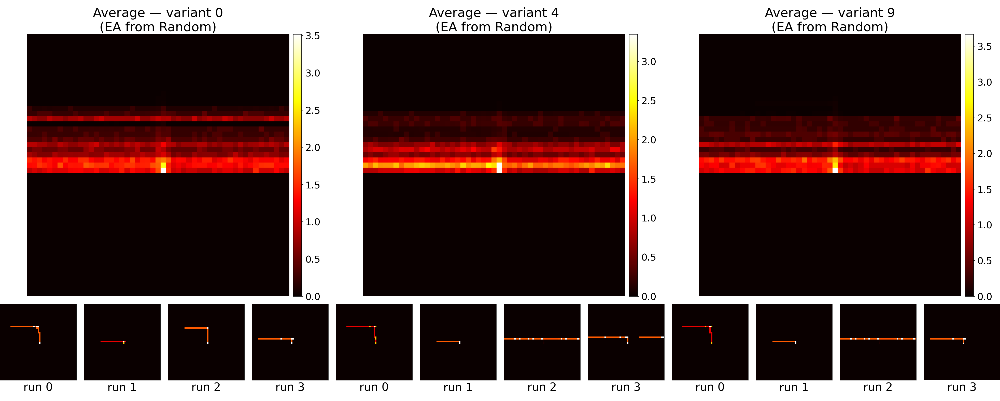 Average — variant 0
(EA from Random)
Average — variant 4
(EA from Random)
Average — variant 9
(EA from Random)
3.5
3.0
2.5
2.0
1.5
1.0
0.5
0.0
3.0
2.5
2.0
1.5
1.0
0.5
0.0
3.5
3.0
2.5
2.0
1.5
1.0
0.5
0.0
run 0
run 1
run 2
run 3
run 0
run 1
run 2
run 3
run 0
run 1
run 2
run 3